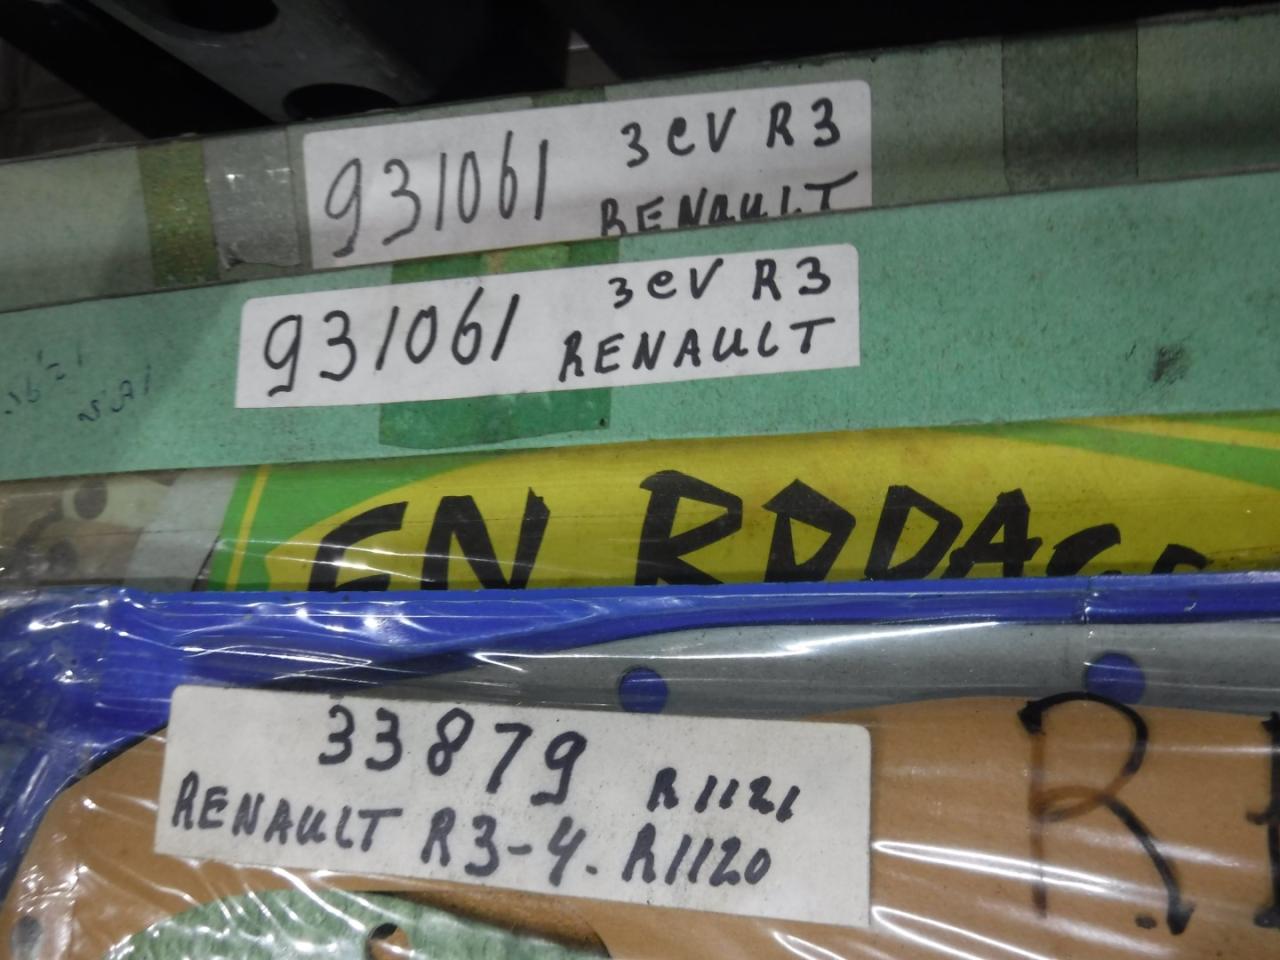 931061 3CV R3
RENAULT
931061 3CV R3
RENAULT
EN RODAGE
33879 R1121
RENAULT R3-4. R1120
R.